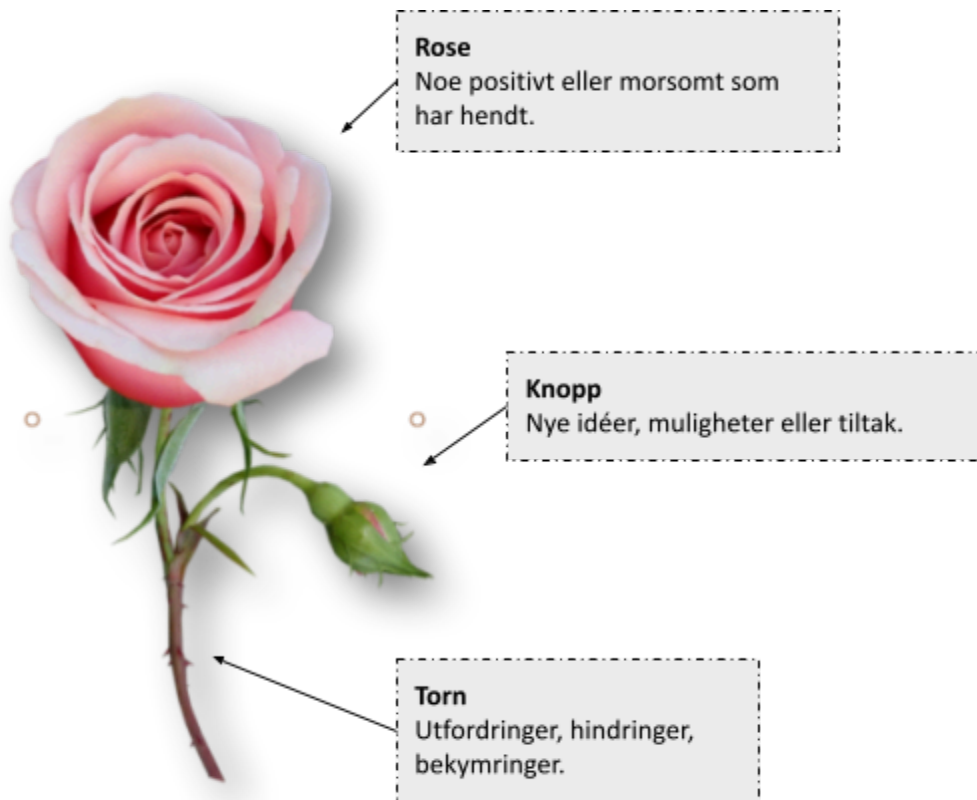 Rose
Noe positivt eller morsomt som
har hendt.
Knopp
Nye idéer, muligheter eller tiltak.
Torn
Utfordringer, hindringer,
bekymringer.